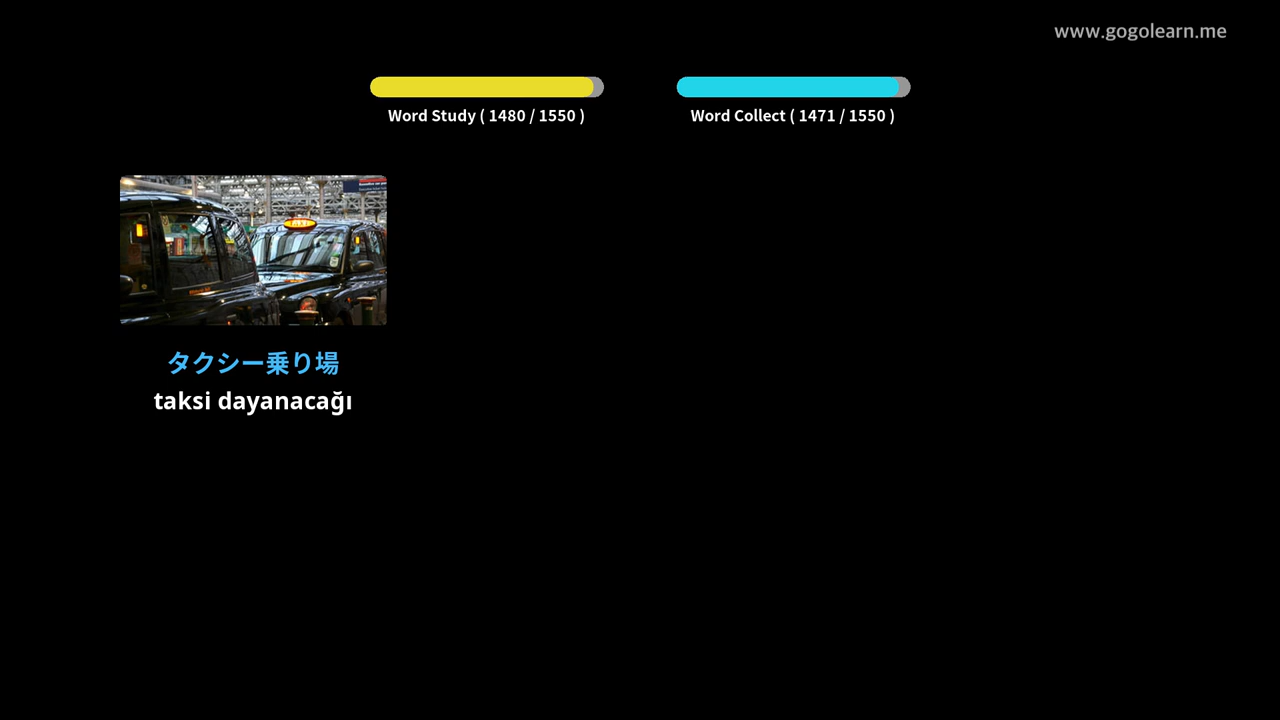 www.gogolearn.me
Word Study ( 1480 / 1550 )
Word Collect ( 1471 / 1550 )
TAXI
タクシー乗り場
taksi dayanacağı